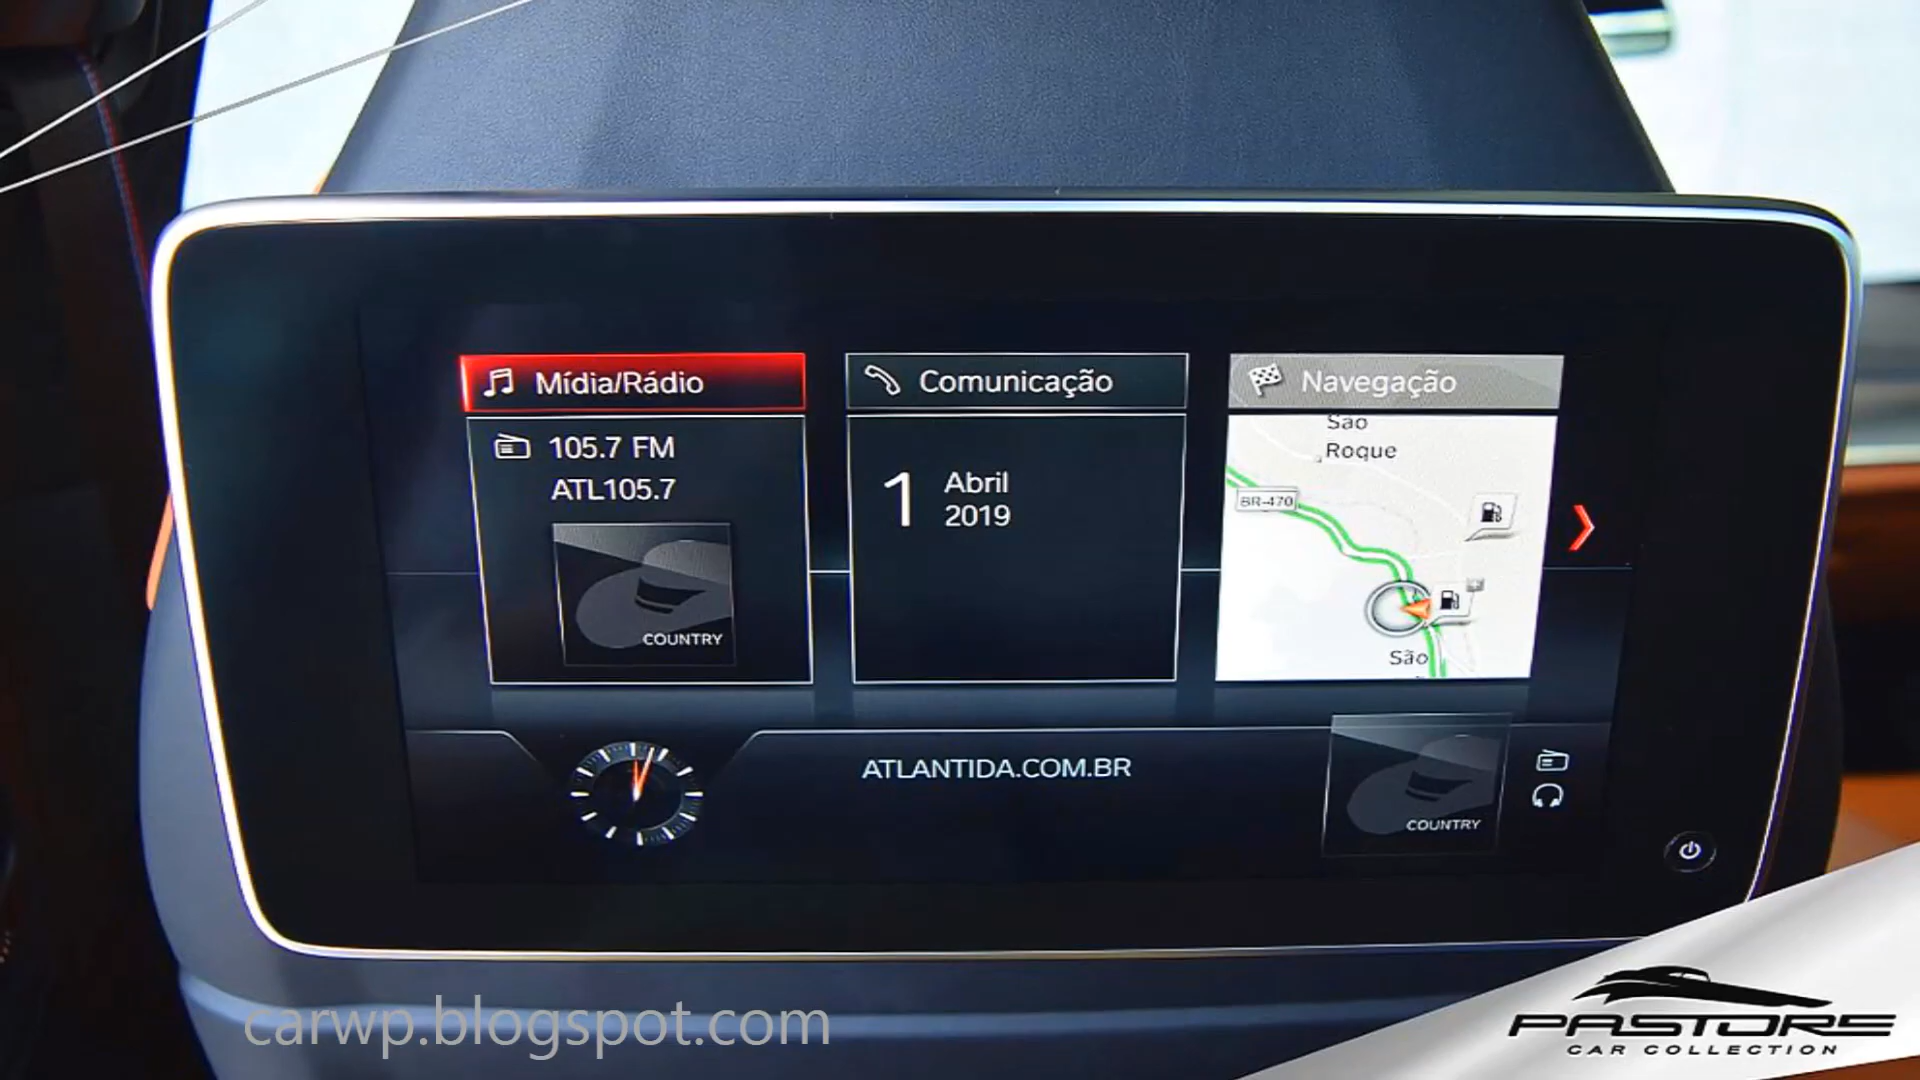 Mídia/Rádio
105.7 FM
ATL105.7
COUNTRY
Comunicação
1
Abril
2019
Navegação
Sao
Roque
BR-470
São
ATLANTIDA.COM.BR
COUNTRY
carwp.blogspot.com
PASTORE
CAR COLLECTION